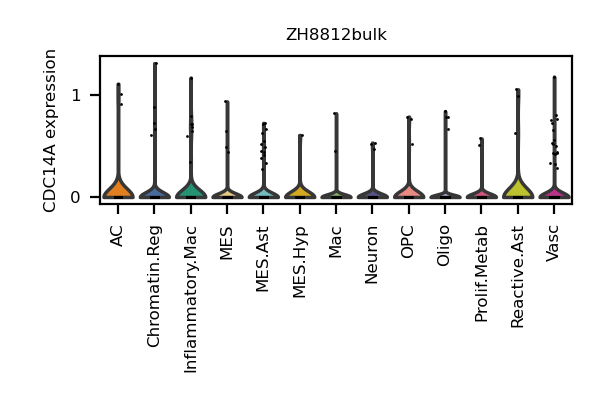 ZH8812bulk
CDC14A expression
1
0
AC
Chromatin.Reg
Inflammatory.Mac
MES
MES.Ast
MES.Hyp
Mac
Neuron
OPC
Oligo
Prolif.Metab
Reactive.Ast
Vasc